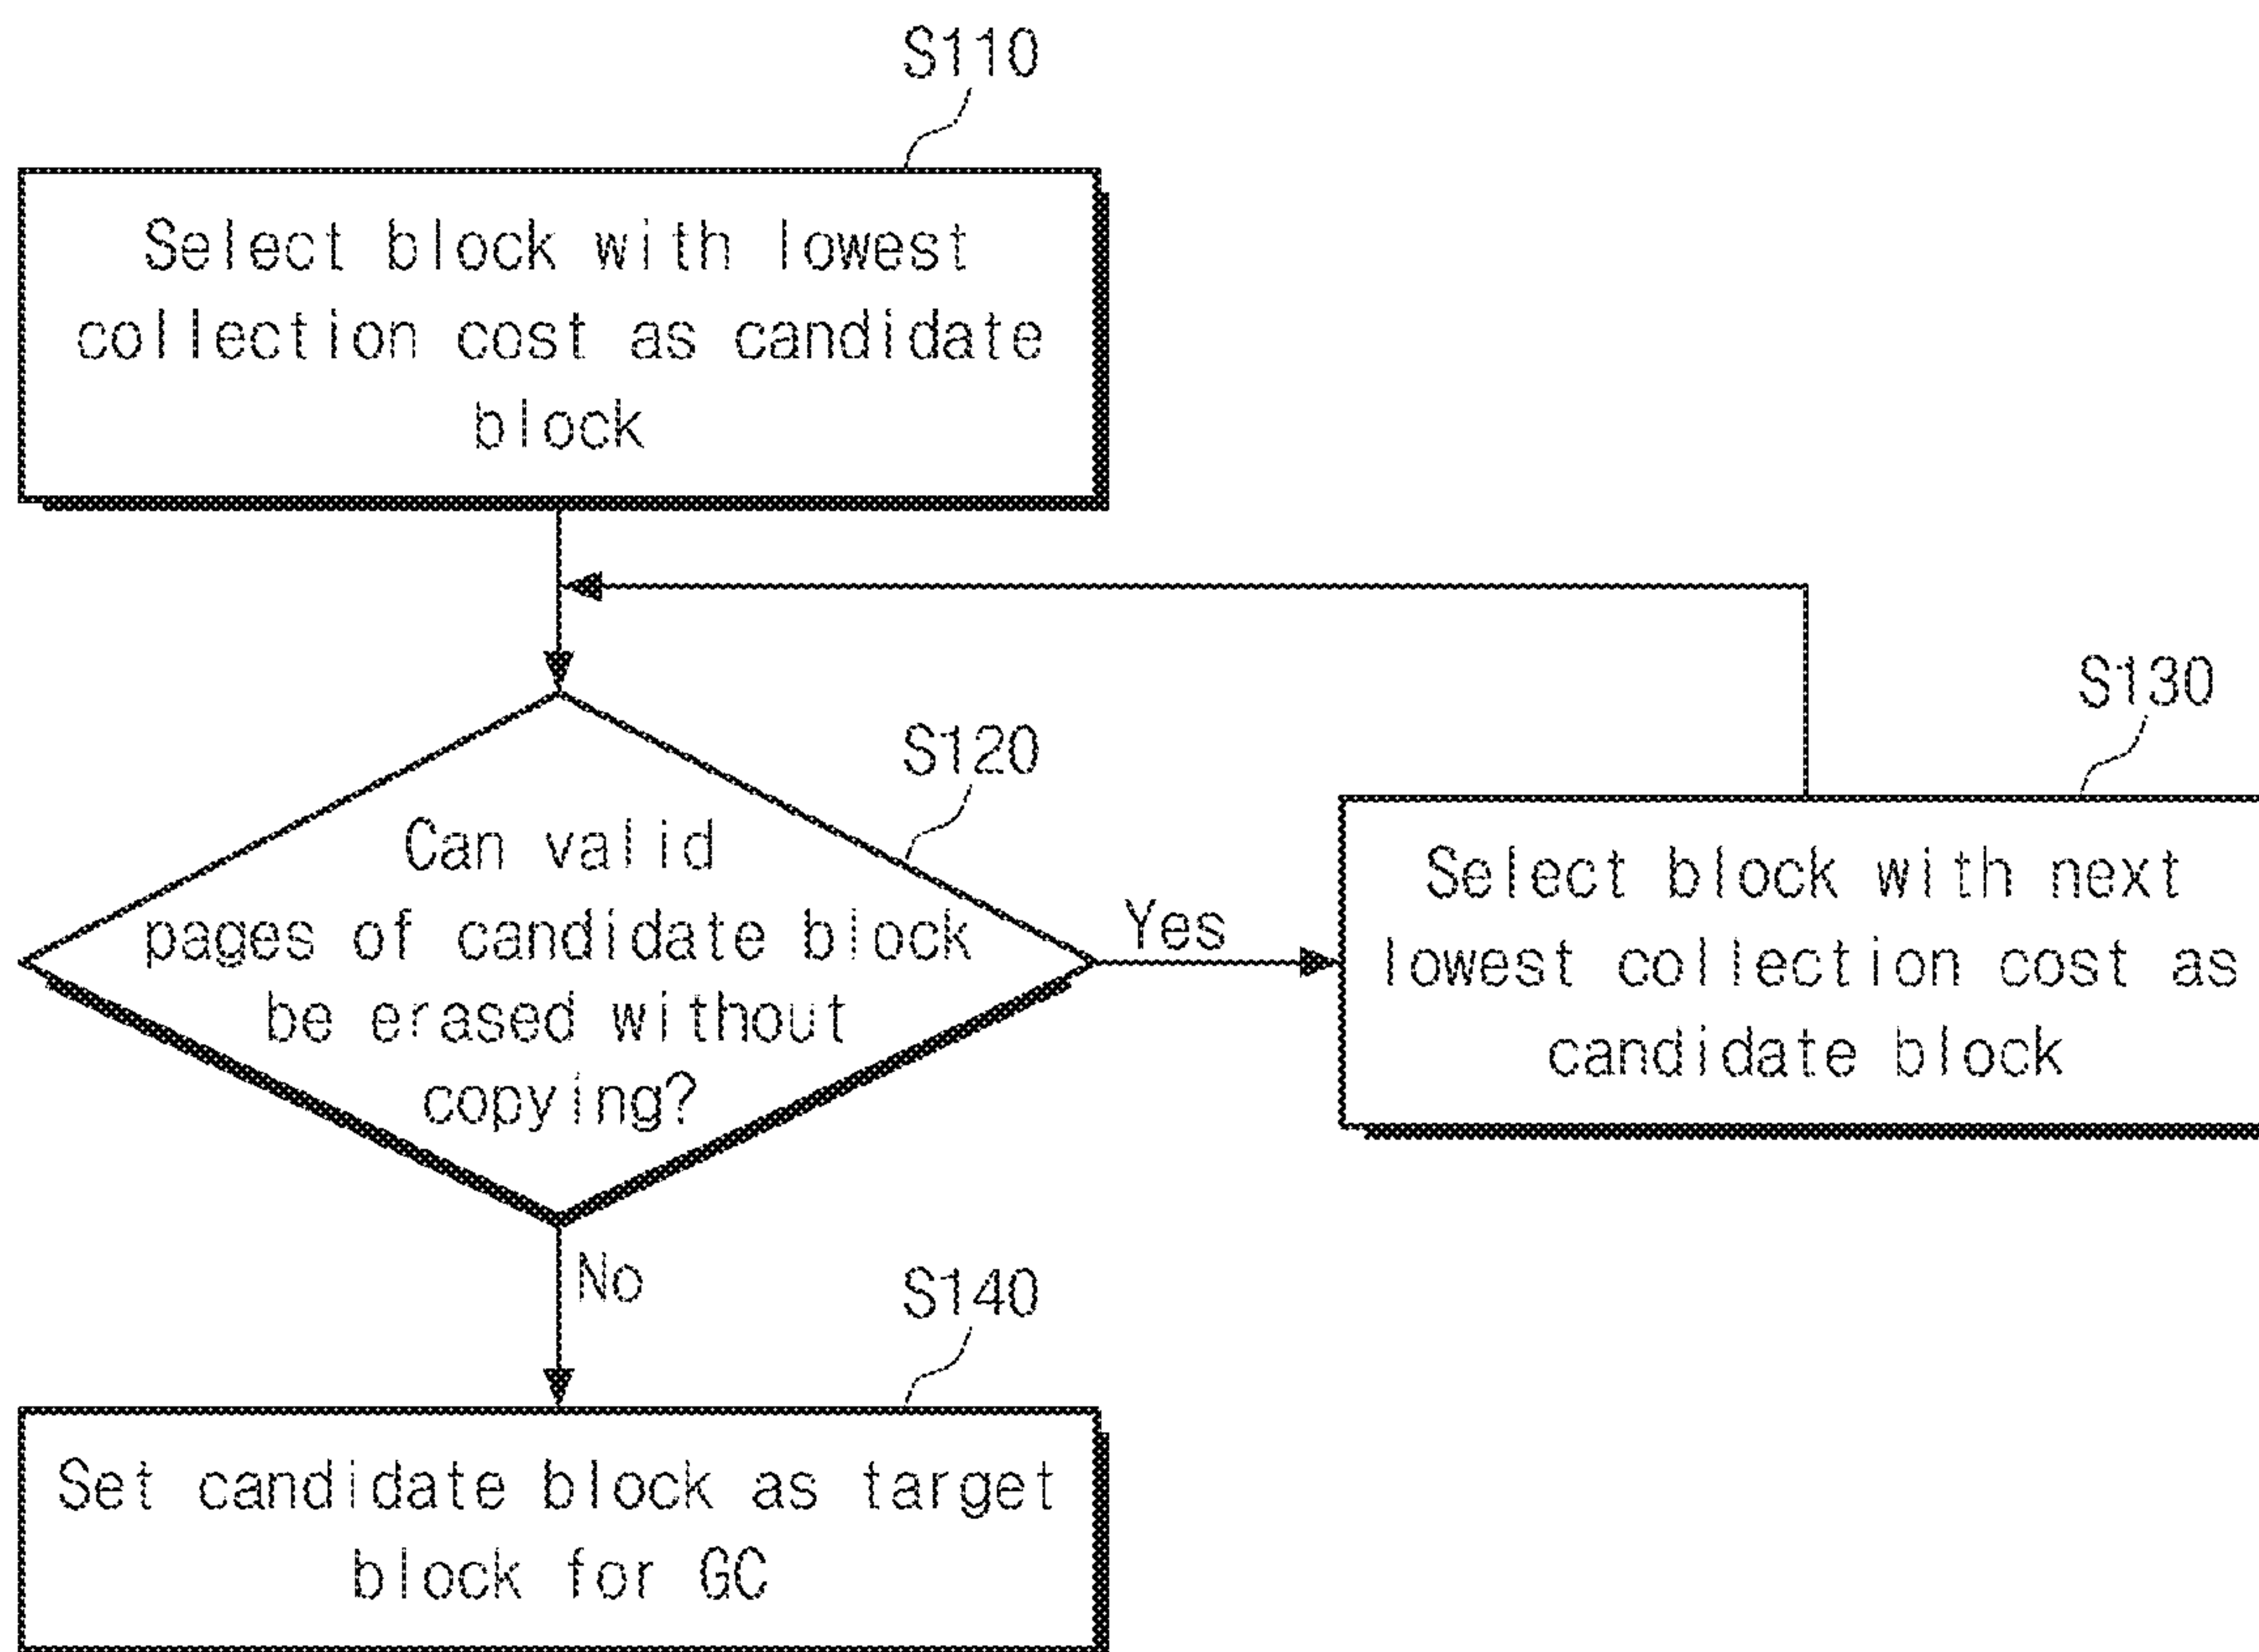 S110
Select block with lowest
collection cost as candidate
block
S120
Can valid
pages of candidate block
be erased without
copying?
Yes
S130
Select block with next
lowest collection cost as
candidate block
No
S140
Set candidate block as target
block for GC